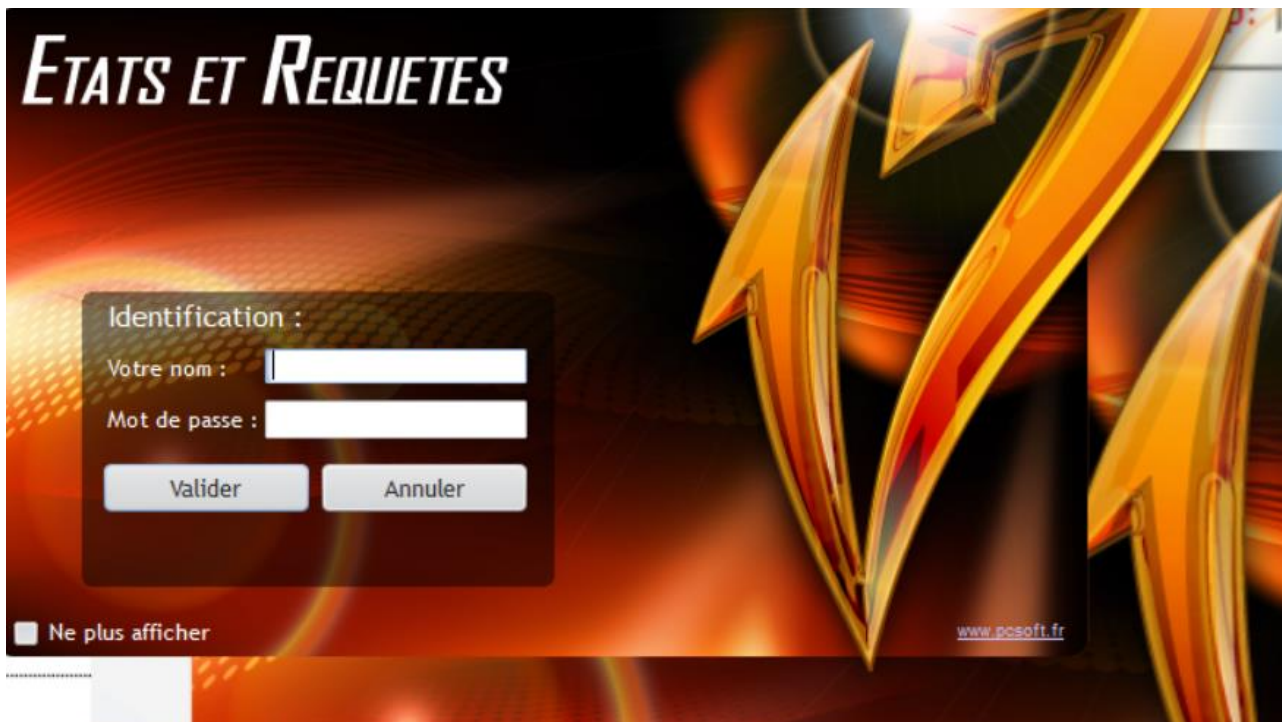 ETATS ET REQUETES
Identification :
Votre nom :
Mot de passe :
Valider
Annuler
Ne plus afficher
www.pcsoft.fr